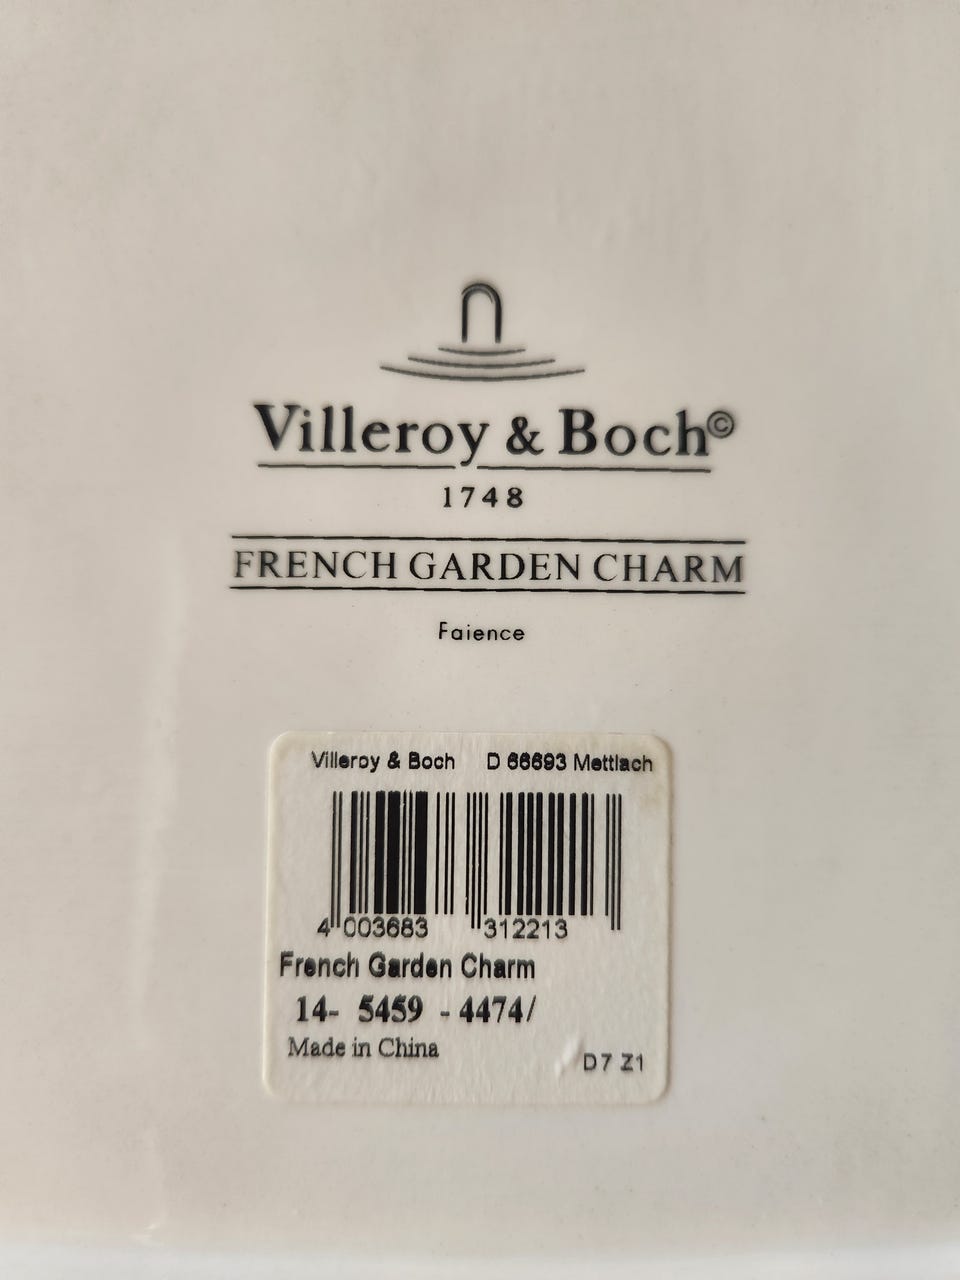 Villeroy & Boch©
1748
FRENCH GARDEN CHARM
Faience
Villeroy & Boch D 66693 Mettlach
4 003683 312213
French Garden Charm
14- 5459 - 4474/
Made in China
D7 Z1